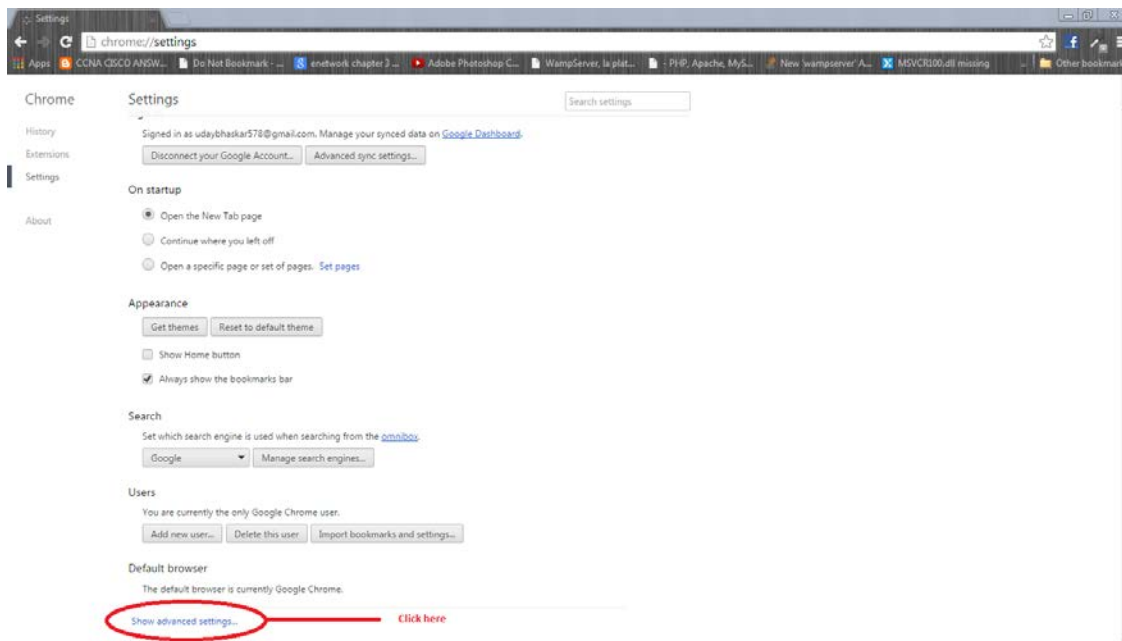 Settings
chrome://settings
Apps CCNA CISCO ANSW... Do Not Bookmark - ... enetwork chapter 3 ... Adobe Photoshop C... WampServer, la plat... - PHP, Apache, MyS... New 'wampserver' A... MSVCR100.dll missing Other bookmark
Chrome
Settings
Search settings
History
Extensions
Settings
About
Signed in as udaybhaskar578@gmail.com. Manage your synced data on Google Dashboard.
Disconnect your Google Account... Advanced sync settings...
On startup
Open the New Tab page
Continue where you left off
Open a specific page or set of pages. Set pages
Appearance
Get themes Reset to default theme
Show Home button
Always show the bookmarks bar
Search
Set which search engine is used when searching from the omnibox.
Google Manage search engines...
Users
You are currently the only Google Chrome user.
Add new user... Delete this user Import bookmarks and settings...
Default browser
The default browser is currently Google Chrome.
Show advanced settings... Click here